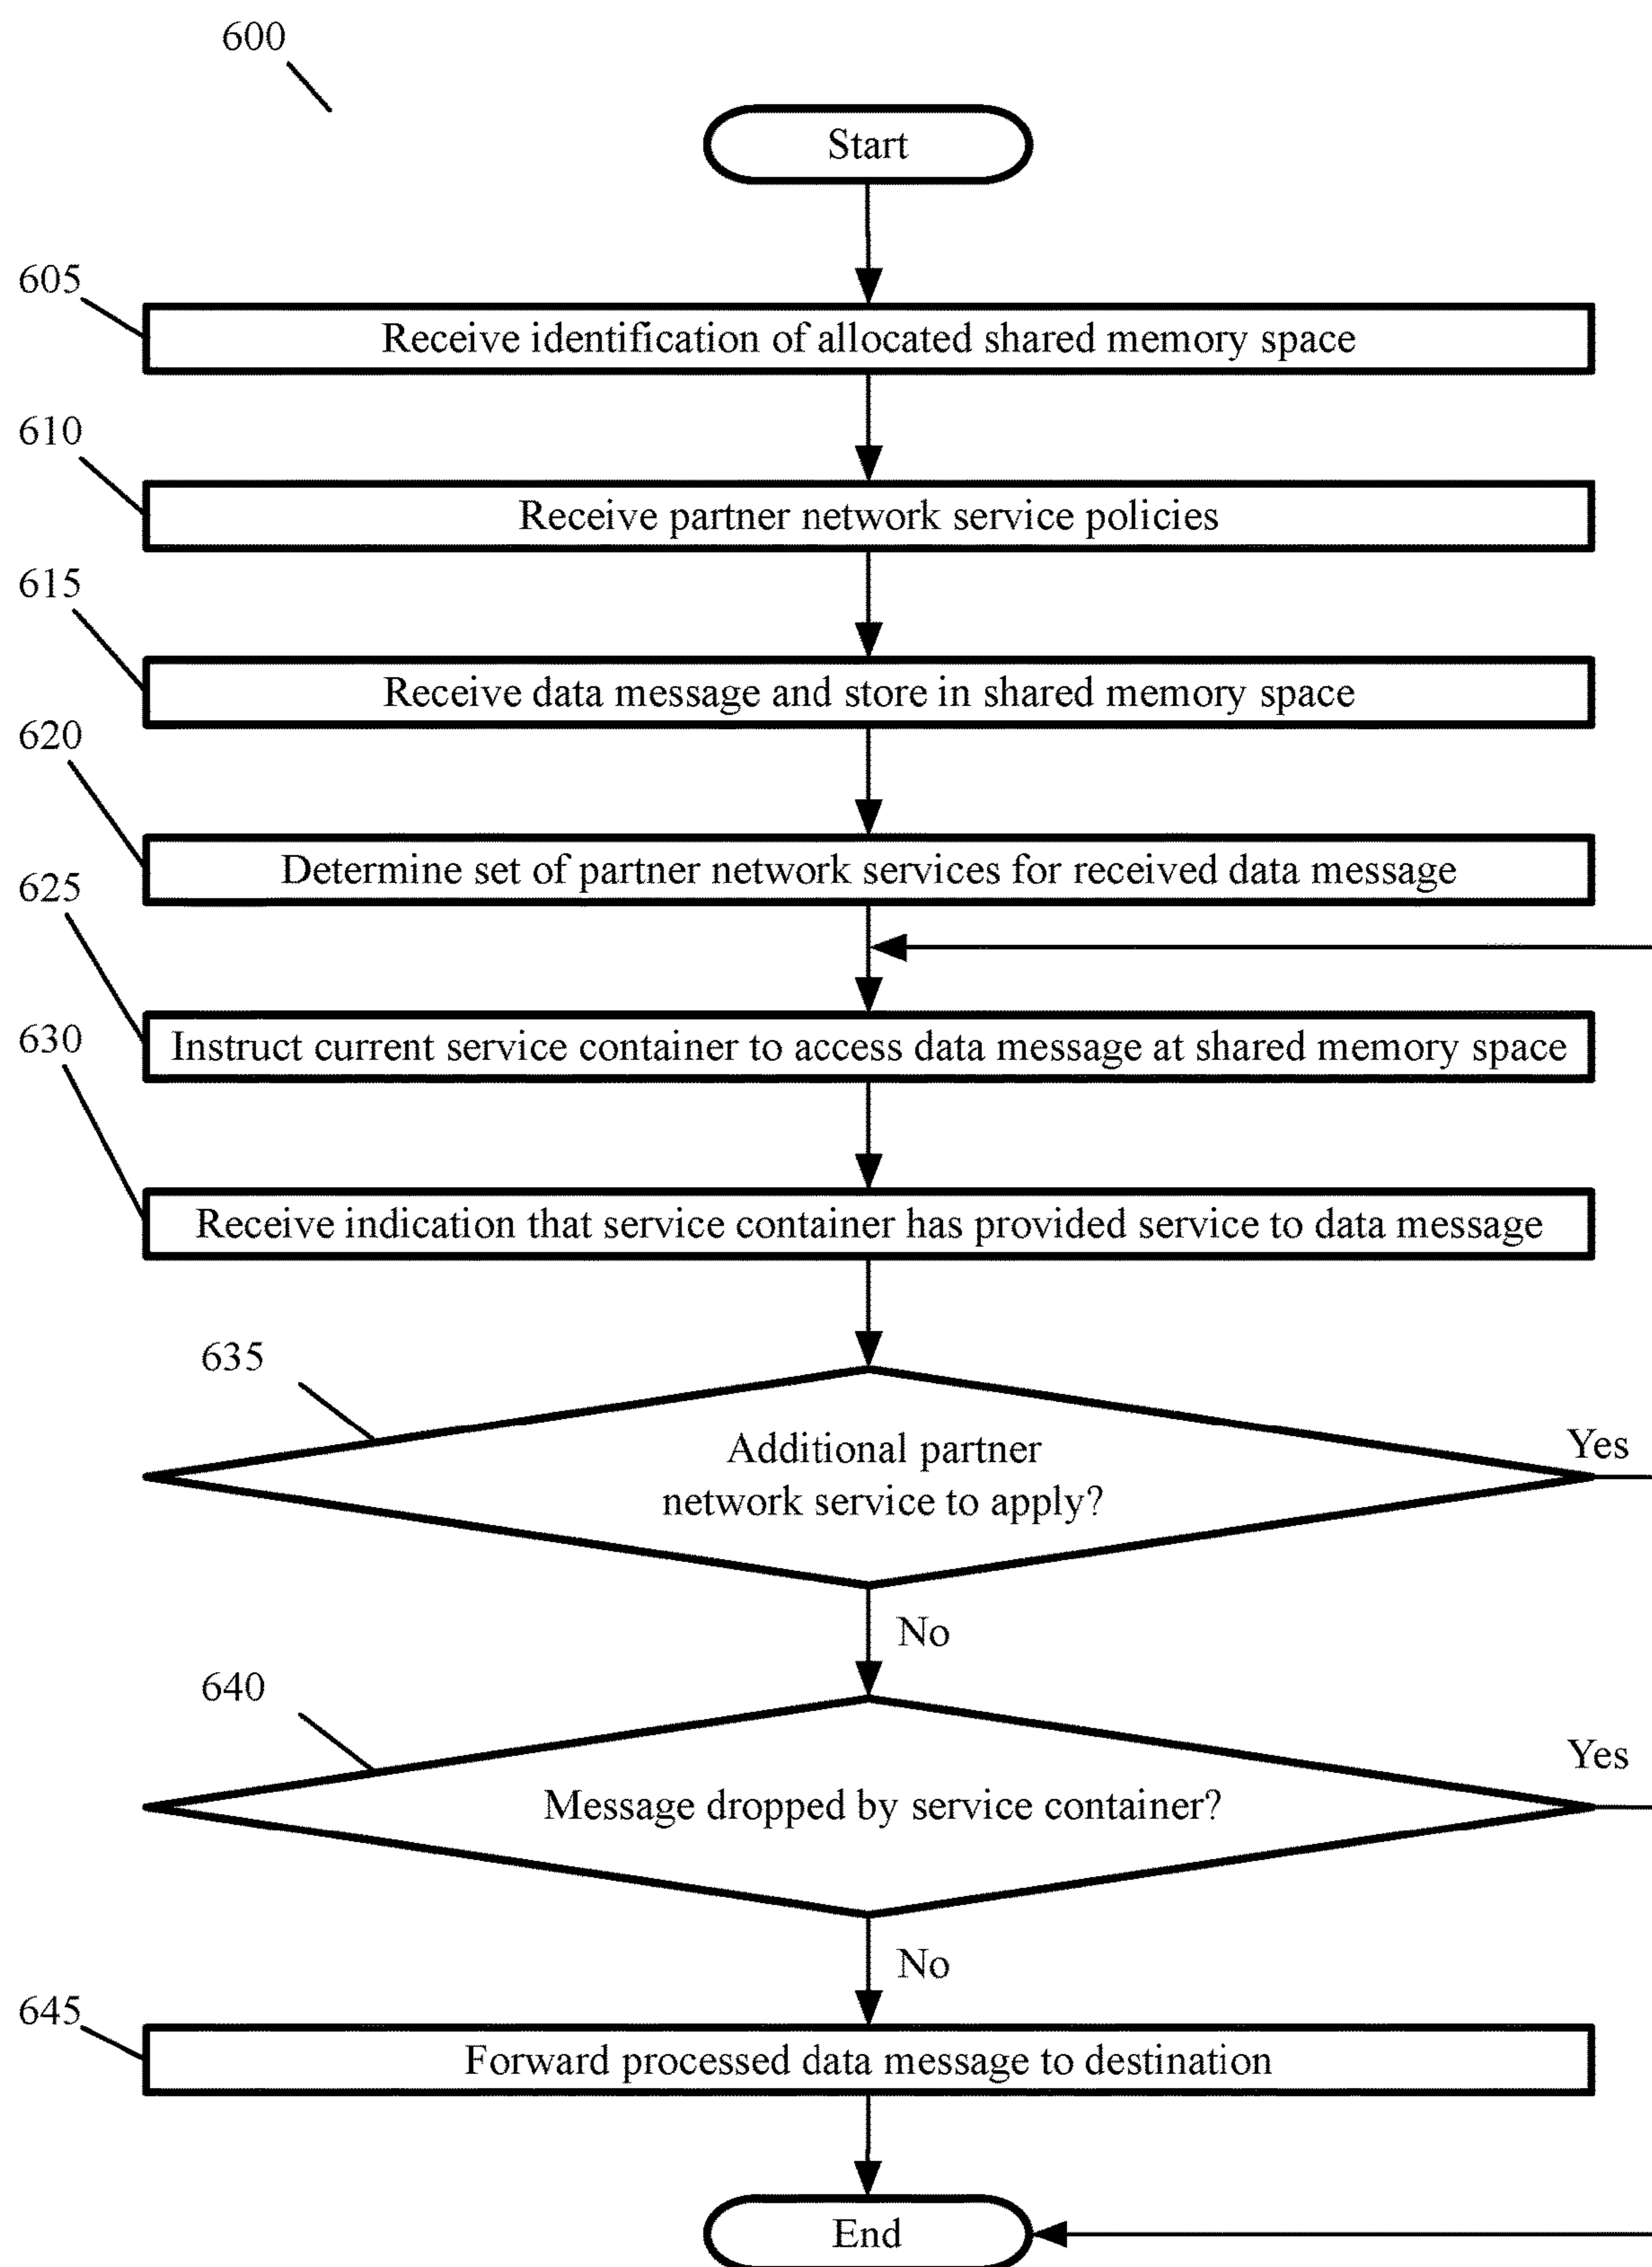 600
Start
605
Receive identification of allocated shared memory space
610
Receive partner network service policies
615
Receive data message and store in shared memory space
620
Determine set of partner network services for received data message
625
Instruct current service container to access data message at shared memory space
630
Receive indication that service container has provided service to data message
635
Additional partner
network service to apply?
Yes
No
640
Message dropped by service container?
Yes
No
645
Forward processed data message to destination
End